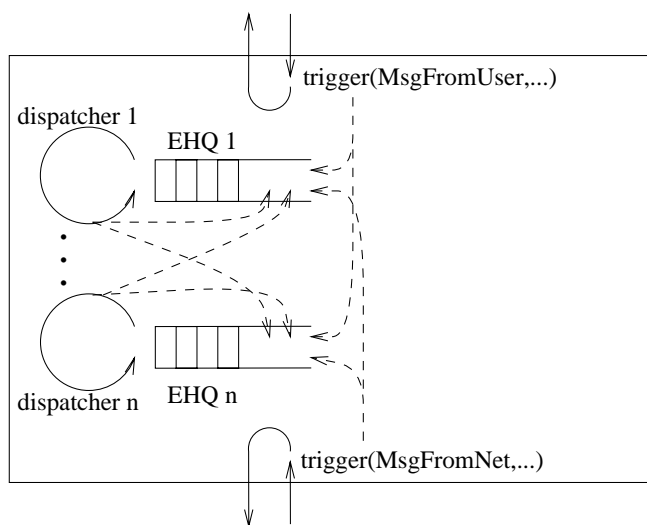 trigger(MsgFromUser,...)
dispatcher 1
EHQ 1
EHQ n
dispatcher n
trigger(MsgFromNet,...)